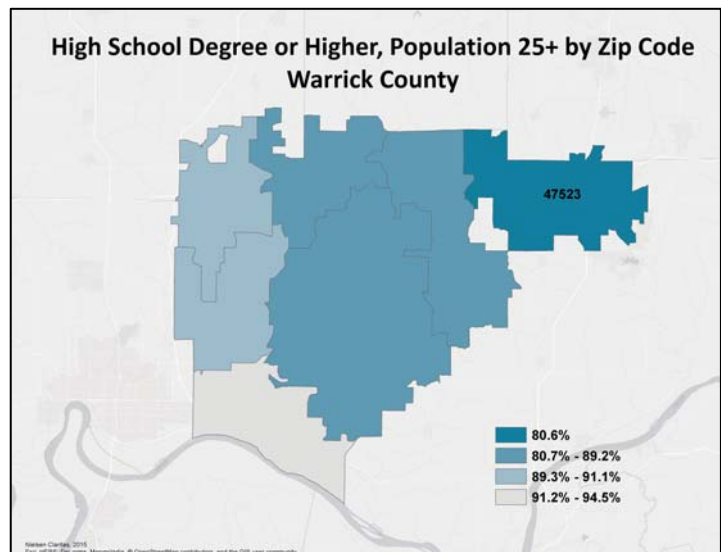 High School Degree or Higher, Population 25+ by Zip Code
Warrick County
47523
80.6%
80.7% - 89.2%
89.3% - 91.1%
91.2% - 94.5%
Nielsen Claritas, 2015